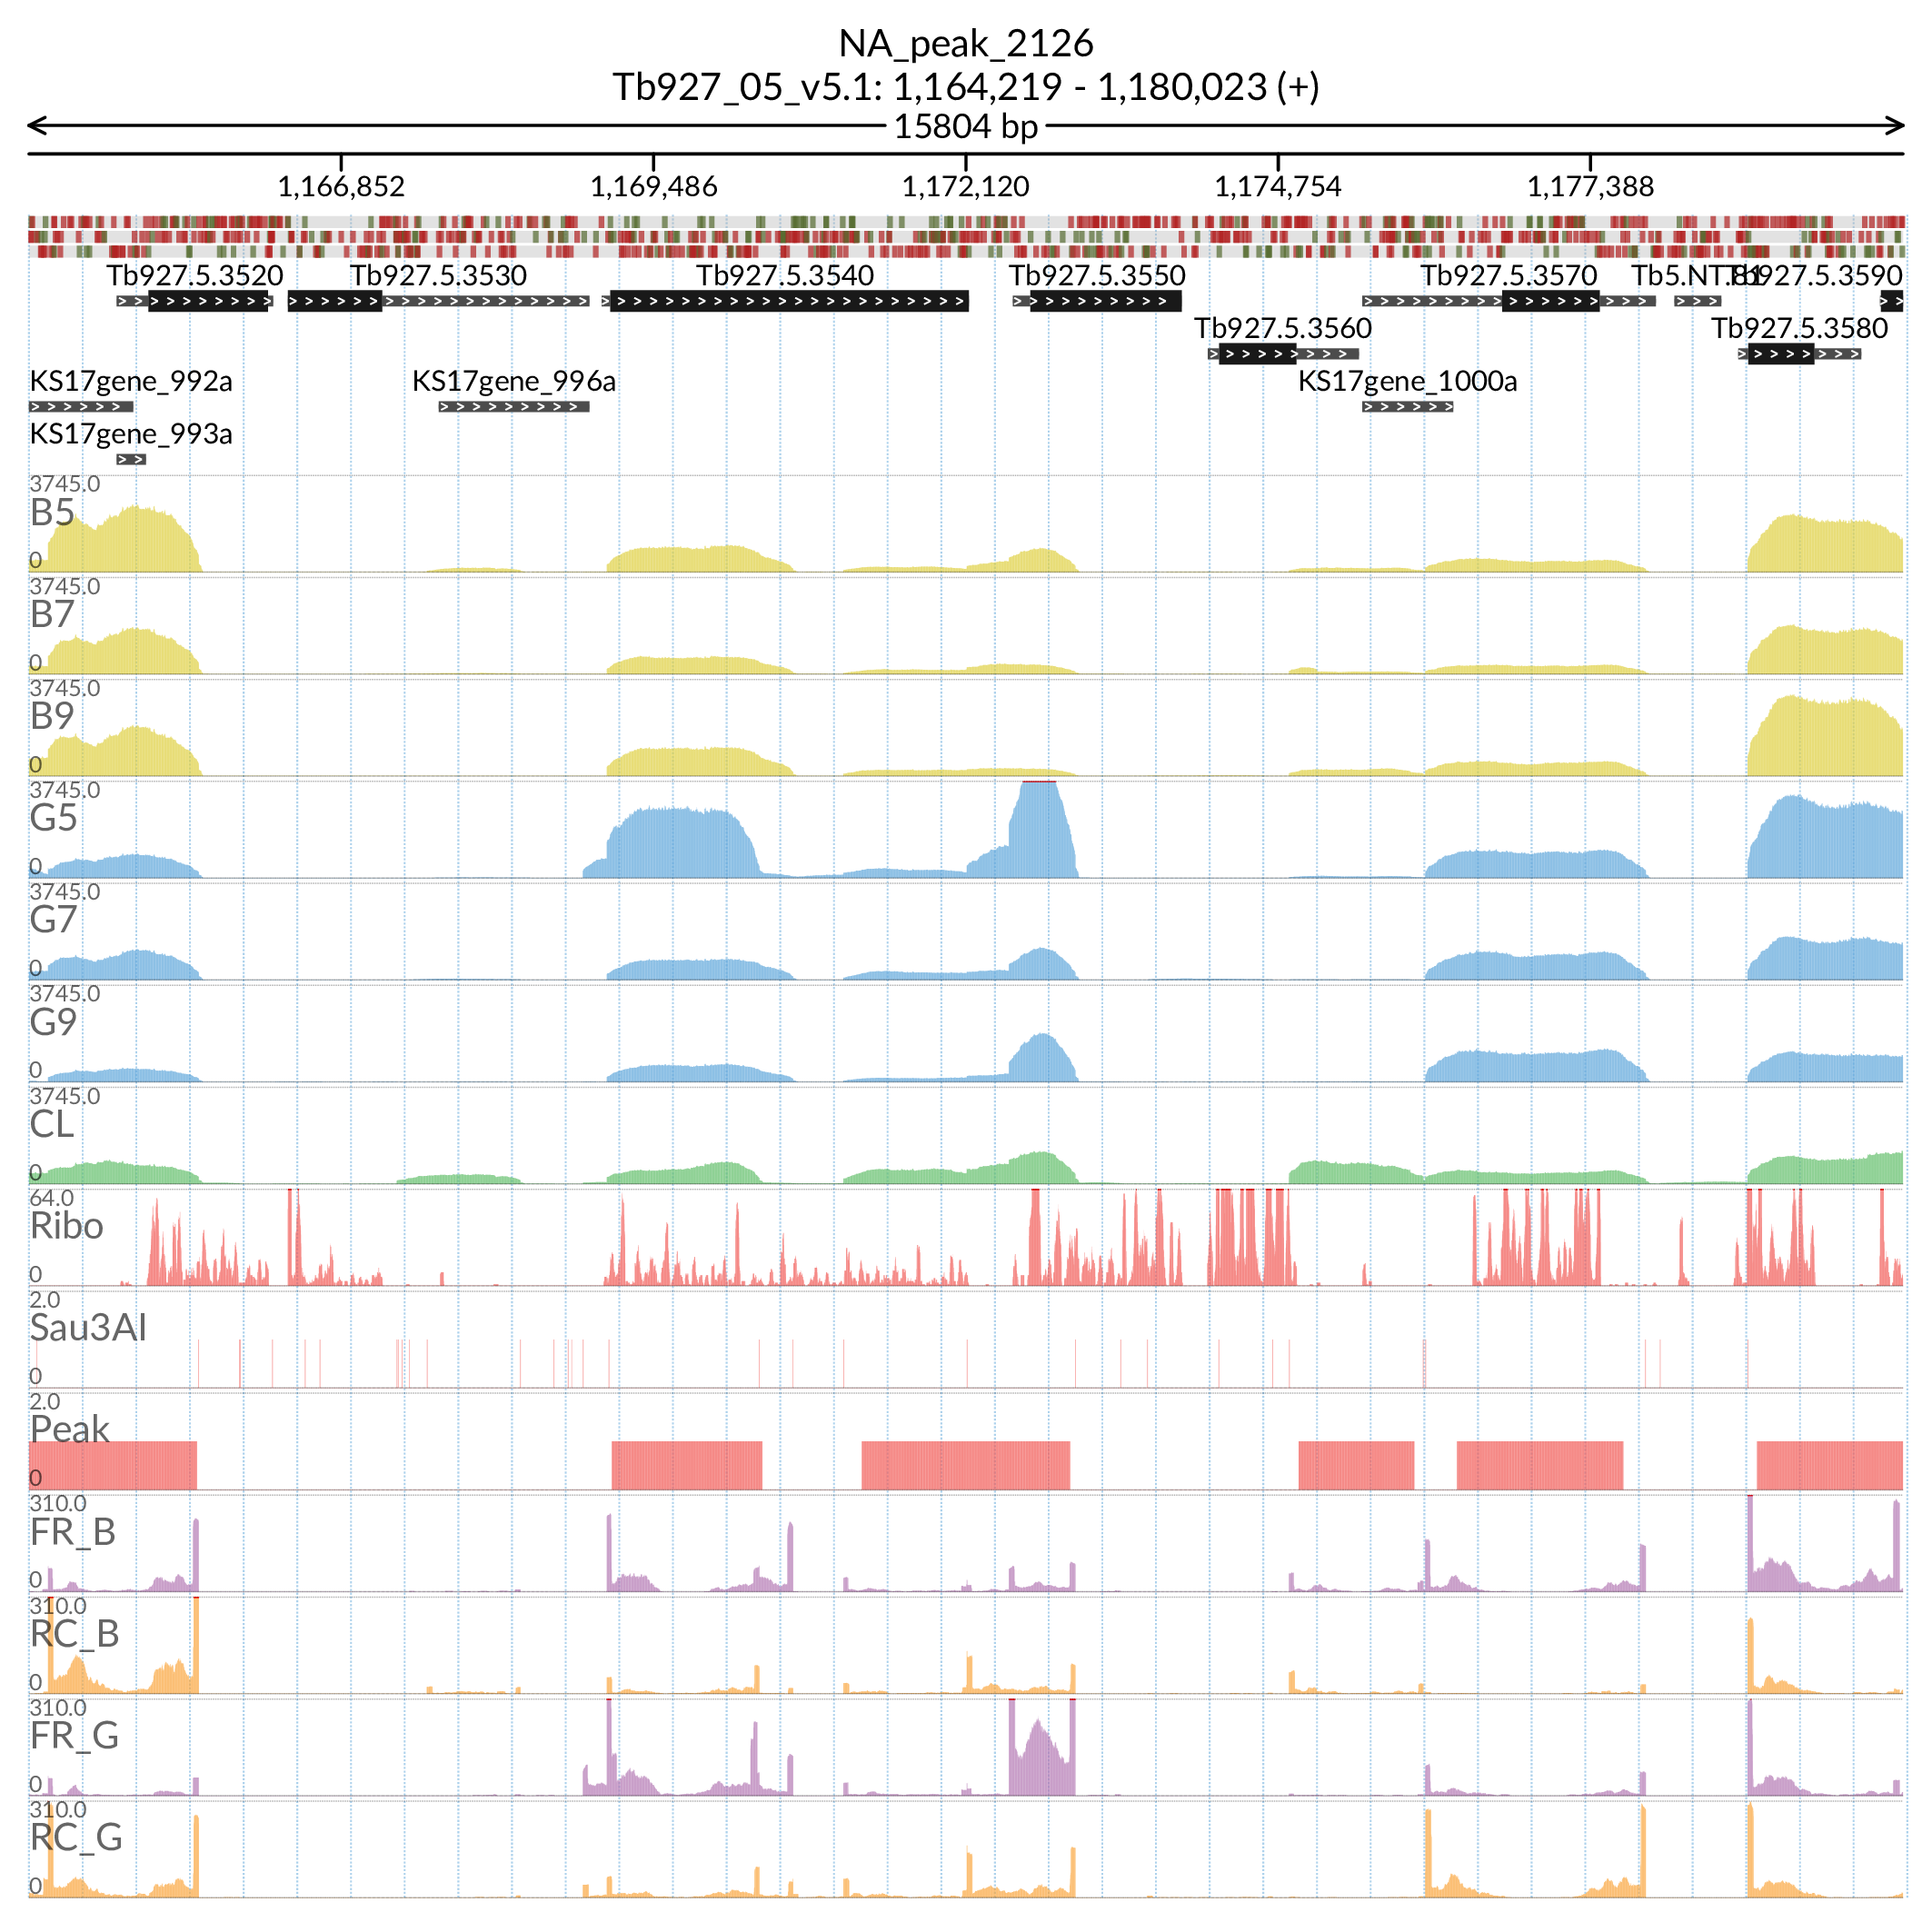 NA_peak_2126
Tb927_05_v5.1: 1,164,219 - 1,180,023 (+)
15804 bp
1,166,852 1,169,486 1,172,120 1,174,754 1,177,388
Tb927.5.3520 Tb927.5.3530 Tb927.5.3540 Tb927.5.3550 Tb927.5.3570 Tb5.NT.81 Tb927.5.3590
Tb927.5.3560 Tb927.5.3580
KS17gene_992a KS17gene_996a KS17gene_1000a
KS17gene_993a
3745.0
B5
0
3745.0
B7
0
3745.0
B9
0
3745.0
G5
0
3745.0
G7
0
3745.0
G9
0
3745.0
CL
0
64.0
Ribo
0
2.0
Sau3AI
0
2.0
Peak
0
310.0
FR_B
0
310.0
RC_B
0
310.0
FR_G
0
310.0
RC_G
0